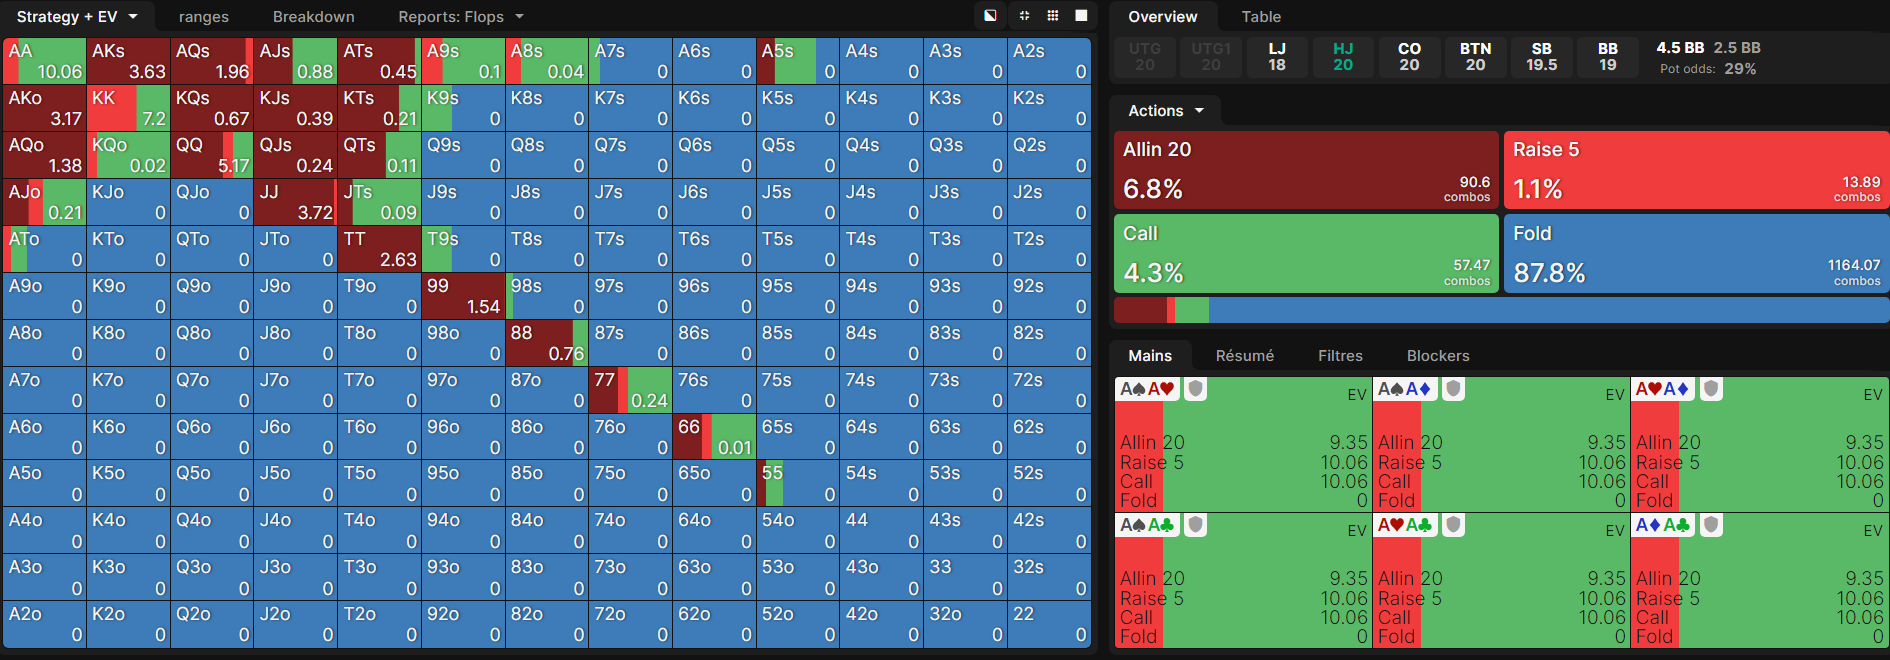 Strategy + EV ranges Breakdown Reports: Flops
AA AKs AQs AJs ATs A9s A8s A7s A6s A5s A4s A3s A2s
10.06 3.63 1.96 0.88 0.45 0.1 0.04 0 0 0 0 0 0
AKo KK KQs KJs KTs K9s K8s K7s K6s K5s K4s K3s K2s
3.17 7.2 0.67 0.39 0.21 0 0 0 0 0 0 0 0
AQo KQo QQ QJs QTs Q9s Q8s Q7s Q6s Q5s Q4s Q3s Q2s
1.38 0.02 5.17 0.24 0.11 0 0 0 0 0 0 0 0
AJo KJo QJo JJ JTs J9s J8s J7s J6s J5s J4s J3s J2s
0.21 0 0 3.72 0.09 0 0 0 0 0 0 0 0
ATo KTo QTo JTo TT T9s T8s T7s T6s T5s T4s T3s T2s
0 0 0 0 2.63 0 0 0 0 0 0 0 0
A9o K9o Q9o J9o T9o 99 98s 97s 96s 95s 94s 93s 92s
0 0 0 0 0 1.54 0 0 0 0 0 0 0
A8o K8o Q8o J8o T8o 98o 88 87s 86s 85s 84s 83s 82s
0 0 0 0 0 0 0.76 0 0 0 0 0 0
A7o K7o Q7o J7o T7o 97o 87o 77 76s 75s 74s 73s 72s
0 0 0 0 0 0 0 0.24 0 0 0 0 0
A6o K6o Q6o J6o T6o 96o 86o 76o 66 65s 64s 63s 62s
0 0 0 0 0 0 0 0 0.01 0 0 0 0
A5o K5o Q5o J5o T5o 95o 85o 75o 65o 55 54s 53s 52s
0 0 0 0 0 0 0 0 0 0 0 0 0
A4o K4o Q4o J4o T4o 94o 84o 74o 64o 54o 44 43s 42s
0 0 0 0 0 0 0 0 0 0 0 0 0
A3o K3o Q3o J3o T3o 93o 83o 73o 63o 53o 43o 33 32s
0 0 0 0 0 0 0 0 0 0 0 0 0
A2o K2o Q2o J2o T2o 92o 82o 72o 62o 52o 42o 32o 22
0 0 0 0 0 0 0 0 0 0 0 0 0
Overview Table
UTG UTG1 LJ HJ CO BTN SB BB 4.5 BB 2.5 BB
20 20 18 20 20 20 19.5 19 Pot odds: 29%
Actions
Allin 20 Raise 5
6.8% 90.6 combos 1.1% 13.89 combos
Call Fold
4.3% 57.47 combos 87.8% 1164.07 combos
Mains Résumé Filtres Blockers
A♠A♥ EV A♠A♦ EV A♥A♦ EV
Allin 20 9.35 Allin 20 9.35 Allin 20 9.35
Raise 5 10.06 Raise 5 10.06 Raise 5 10.06
Call 10.06 Call 10.06 Call 10.06
Fold 0 Fold 0 Fold 0
A♠A♣ EV A♥A♣ EV A♦A♣ EV
Allin 20 9.35 Allin 20 9.35 Allin 20 9.35
Raise 5 10.06 Raise 5 10.06 Raise 5 10.06
Call 10.06 Call 10.06 Call 10.06
Fold 0 Fold 0 Fold 0